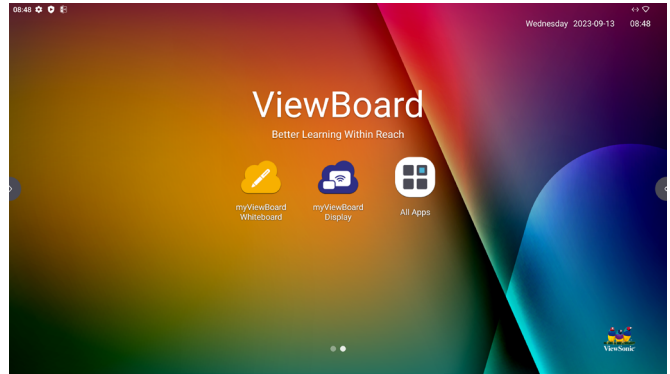 08:48
Wednesday 2023-09-13 08:48
ViewBoard
Better Learning Within Reach
myViewBoard
Whiteboard
myViewBoard
Display
All Apps
ViewSonic